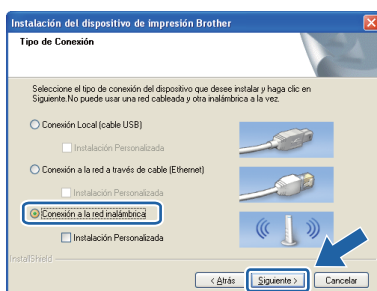 Instalación del dispositivo de impresión Brother
Tipo de Conexión
Seleccione el tipo de conexión del dispositivo que desee instalar y haga clic en
Siguiente.No puede usar una red cableada y otra inalámbrica a la vez.
Conexión Local (cable USB)
Instalación Personalizada
Conexión a la red a través de cable (Ethernet)
Instalación Personalizada
Conexión a la red inalámbrica
Instalación Personalizada
InstallShield
< Atrás
Siguiente >
Cancelar